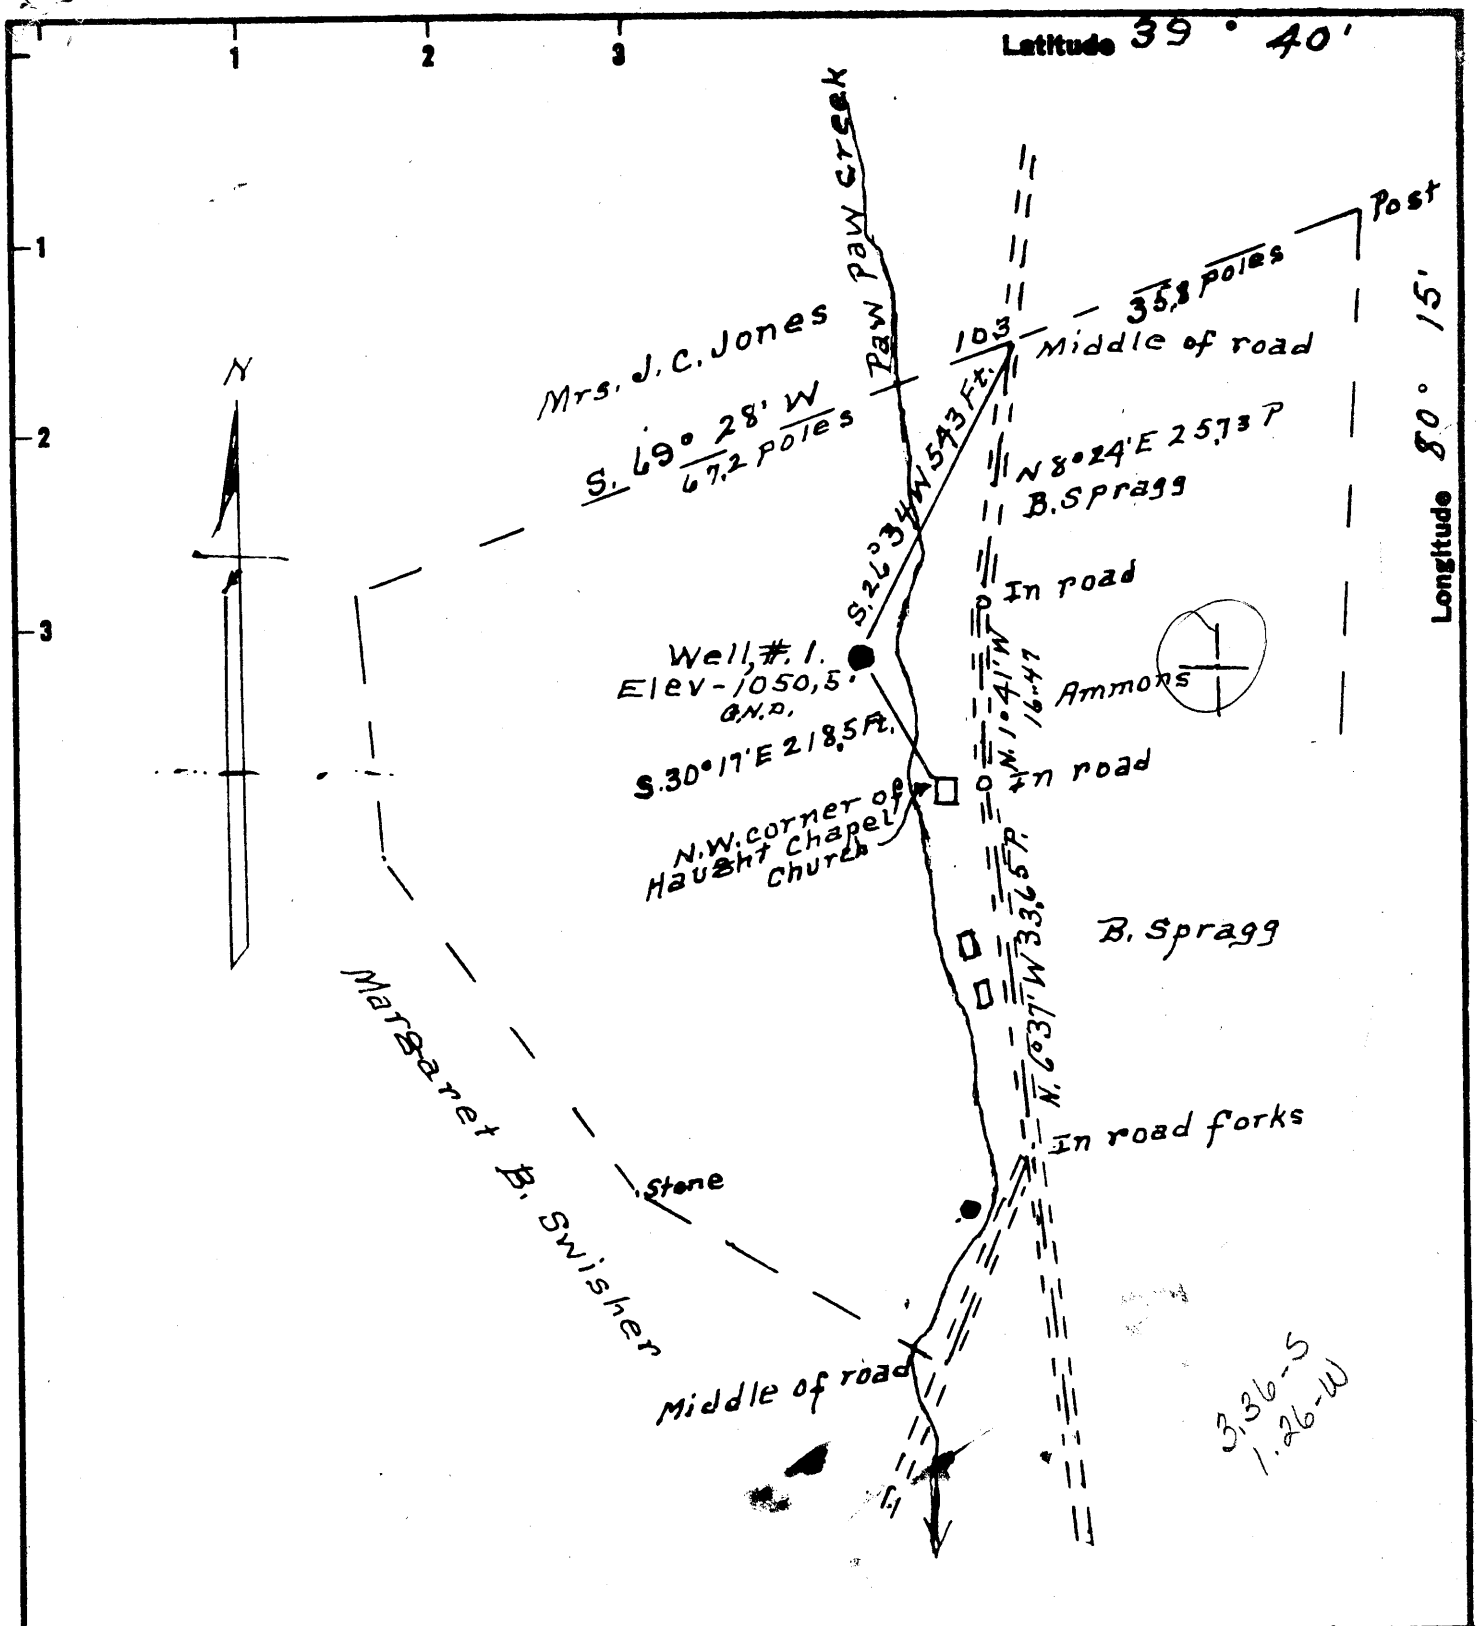 Latitude 39° 40'
1 2 3
Paw Paw Creek
Post
1
35,8 poles
Longitude 80° 15'
103
Middle of road
Mrs. J. C. Jones
N
S. 69° 28' W
67,2 poles
2
S. 26° 34' W 543 Ft.
N 8° 24' E 25,73 P
B. Spragg
In road
3
Well, #. 1.
Elev - 1050,5'
G.N.D.
N. 1° 41' W
16.47
Ammons
S. 30° 17' E 218,5 Ft.
In road
N.W. corner of
Haught Chapel
Church
N. 6° 37' W 33,65 P.
B. Spragg
Margaret B. Swisher
In road forks
Stone
Middle of road
3.36-S
1.26-W